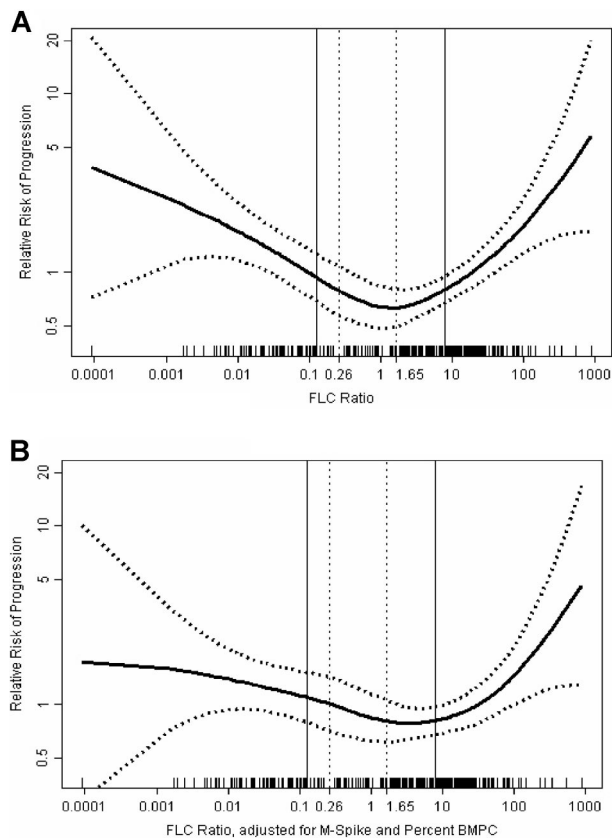 A
Relative Risk of Progression
20
10
5
1
0.5
0.0001 0.001 0.01 0.1 0.26 1 1.65 10 100 1000
FLC Ratio
B
Relative Risk of Progression
20
10
5
1
0.5
0.0001 0.001 0.01 0.1 0.26 1 1.65 10 100 1000
FLC Ratio, adjusted for M-Spike and Percent BMPC